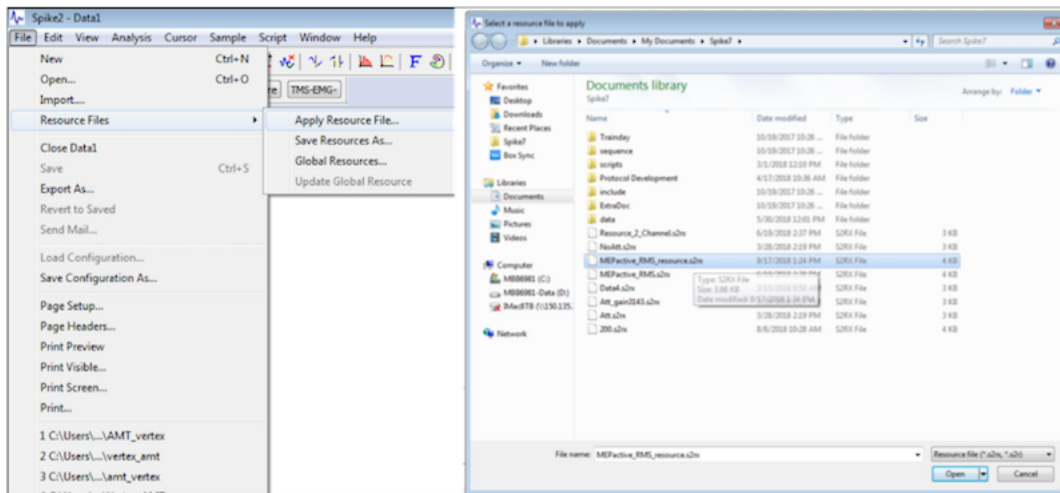 Spike2 - Data1
File Edit View Analysis Cursor Sample Script Window Help
New Ctrl+N
Open... Ctrl+O
Import....
Resource Files
Close Data1
Save Ctrl+S
Export As...
Revert to Saved
Send Mail...
Load Configuration...
Save Configuration As...
Page Setup...
Page Headers...
Print Preview
Print Visible...
Print Screen...
Print...
1 C:\Users\...\AMT_vertex
2 C:\Users\...\vertex_amt
3 C:\Users\...\amt_vertex
TMS-EMG-
Apply Resource File...
Save Resources As...
Global Resources...
Update Global Resource
Select a resource file to apply
Libraries Documents My Documents Spike7
Search Spike7
Organize New folder
Favorites
Desktop
Downloads
Recent Places
Spike7
Box Sync
Libraries
Documents
Music
Pictures
Videos
Computer
MBB6981 (C:)
MBB6981-Data (D:)
IMacBTB (\\150.135.
Network
Documents library
Spike7
Arrange by: Folder
Name Date modified Type Size
Trainday 10/19/2017 10:26 ... File folder
sequence 10/19/2017 10:26 ... File folder
scripts 3/1/2018 12:10 PM File folder
Protocol Development 4/17/2018 10:36 AM File folder
include 10/19/2017 10:26 ... File folder
ExtraDoc 10/19/2017 10:26 ... File folder
data 5/30/2018 12:01 PM File folder
Resource_2_Channel.s2rx 6/19/2018 2:37 PM S2RX File 3 KB
NoAtt.s2rx 3/28/2018 2:19 PM S2RX File 3 KB
MEPactive_RMS_resource.s2rx 9/17/2018 1:24 PM S2RX File 4 KB
MEPactive_RMS.s2rx S2RX File 4 KB
Data4.s2rx S2RX File 3 KB
Att_gain3143.s2rx S2RX File 3 KB
Att.s2rx 3/28/2018 2:19 PM S2RX File 3 KB
200.s2rx 8/6/2018 10:28 AM S2RX File 4 KB
Type: S2RX File
Size: 3.86 KB
Date modified: 9/17/2018 1:24 PM
File name: MEPactive_RMS_resource.s2rx
Resource file (*.s2rx, *.s2r)
Open Cancel